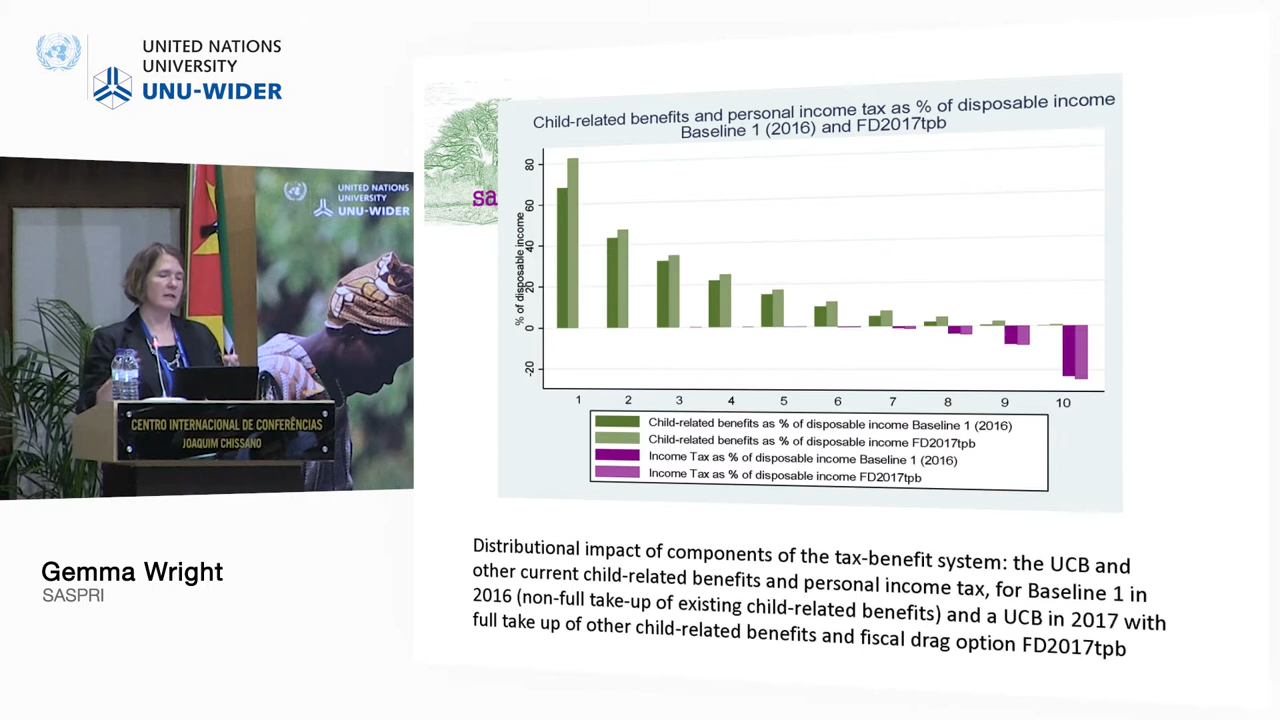 UNITED NATIONS
UNIVERSITY
UNU-WIDER
UNITED NATIONS
UNIVERSITY
UNU-WIDER
CENTRO INTERNACIONAL DE CONFERÊNCIAS
JOAQUIM CHISSANO
Gemma Wright
SASPRI
sa
Child-related benefits and personal income tax as % of disposable income
Baseline 1 (2016) and FD2017tpb
% of disposable income
80
60
40
20
0
-20
1 2 3 4 5 6 7 8 9 10
Child-related benefits as % of disposable income Baseline 1 (2016)
Child-related benefits as % of disposable income FD2017tpb
Income Tax as % of disposable income Baseline 1 (2016)
Income Tax as % of disposable income FD2017tpb
Distributional impact of components of the tax-benefit system: the UCB and
other current child-related benefits and personal income tax, for Baseline 1 in
2016 (non-full take-up of existing child-related benefits) and a UCB in 2017 with
full take up of other child-related benefits and fiscal drag option FD2017tpb